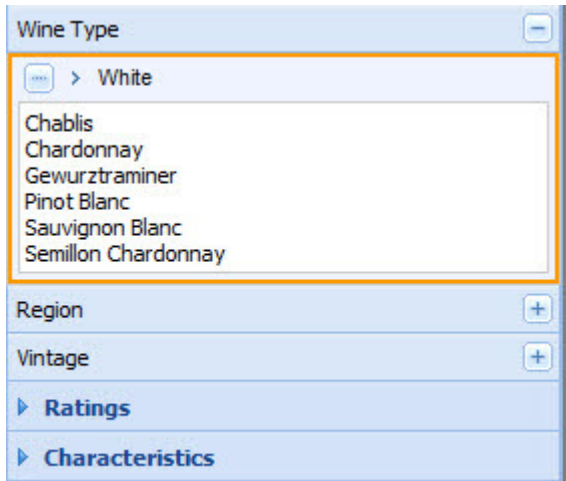 Wine Type
White
Chablis
Chardonnay
Gewurztraminer
Pinot Blanc
Sauvignon Blanc
Semillon Chardonnay
Region
Vintage
Ratings
Characteristics